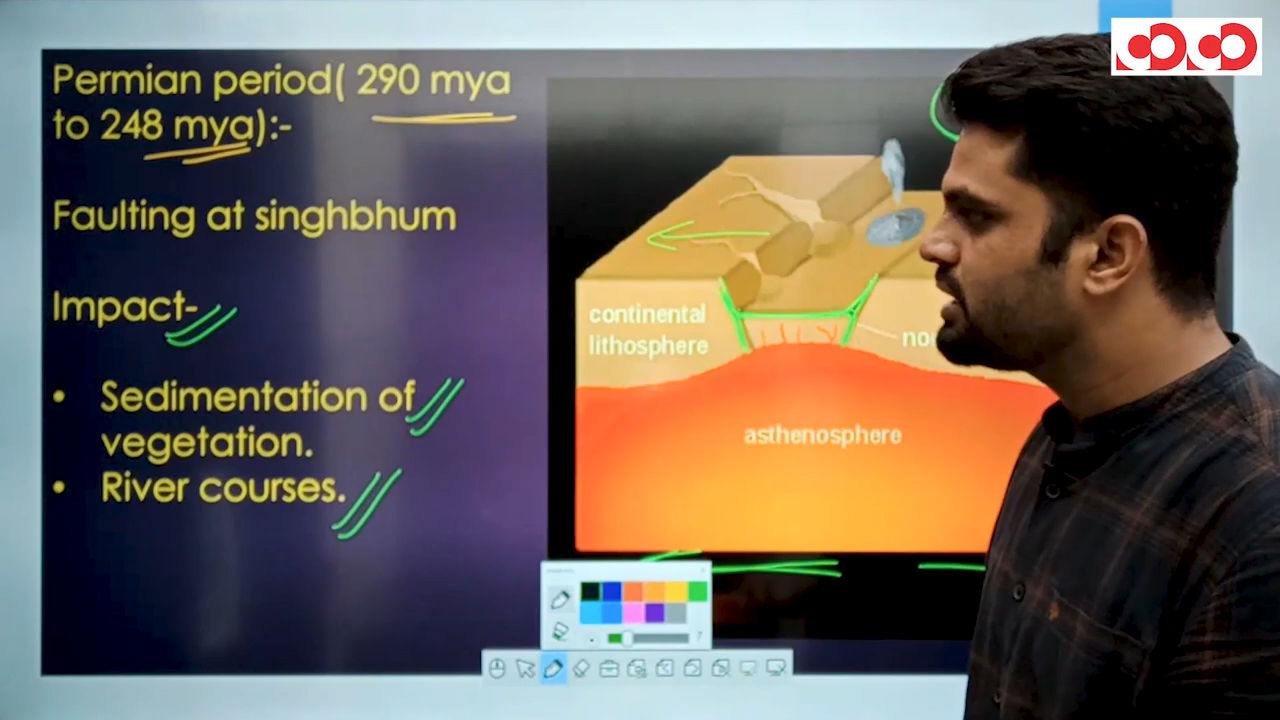 Permian period( 290 mya
to 248 mya):-
Faulting at singhbhum
Impact-
• Sedimentation of
vegetation.
• River courses.
continental
lithosphere
asthenosphere
7